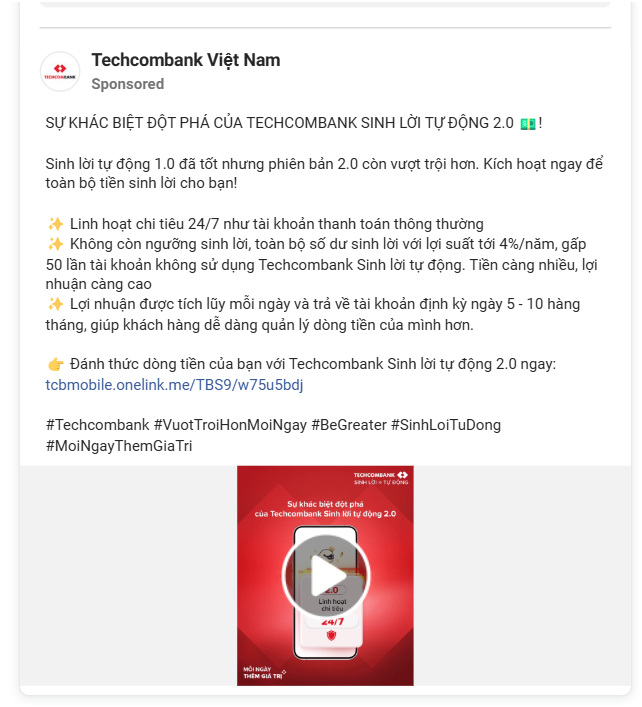 TECHCOMBANK
Techcombank Việt Nam
Sponsored
SỰ KHÁC BIỆT ĐỘT PHÁ CỦA TECHCOMBANK SINH LỜI TỰ ĐỘNG 2.0 💵!
Sinh lời tự động 1.0 đã tốt nhưng phiên bản 2.0 còn vượt trội hơn. Kích hoạt ngay để
toàn bộ tiền sinh lời cho bạn!
✨ Linh hoạt chi tiêu 24/7 như tài khoản thanh toán thông thường
✨ Không còn ngưỡng sinh lời, toàn bộ số dư sinh lời với lợi suất tới 4%/năm, gấp
50 lần tài khoản không sử dụng Techcombank Sinh lời tự động. Tiền càng nhiều, lợi
nhuận càng cao
✨ Lợi nhuận được tích lũy mỗi ngày và trả về tài khoản định kỳ ngày 5 - 10 hàng
tháng, giúp khách hàng dễ dàng quản lý dòng tiền của mình hơn.
👉 Đánh thức dòng tiền của bạn với Techcombank Sinh lời tự động 2.0 ngay:
tcbmobile.onelink.me/TBS9/w75u5bdj
#Techcombank #VuotTroiHonMoiNgay #BeGreater #SinhLoiTuDong
#MoiNgayThemGiaTri
TECHCOMBANK
SINH LỜI TỰ ĐỘNG
Sự khác biệt đột phá
của Techcombank Sinh lời tự động 2.0
2.0
Linh hoạt
chi tiêu
24/7
MỖI NGÀY
THÊM GIÁ TRỊ